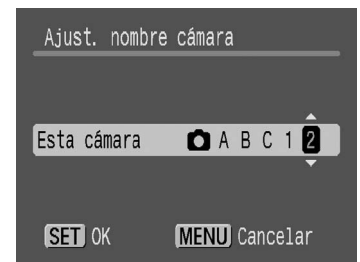 Ajust. nombre cámara
Esta cámara A B C 1 2
SET OK MENU Cancelar